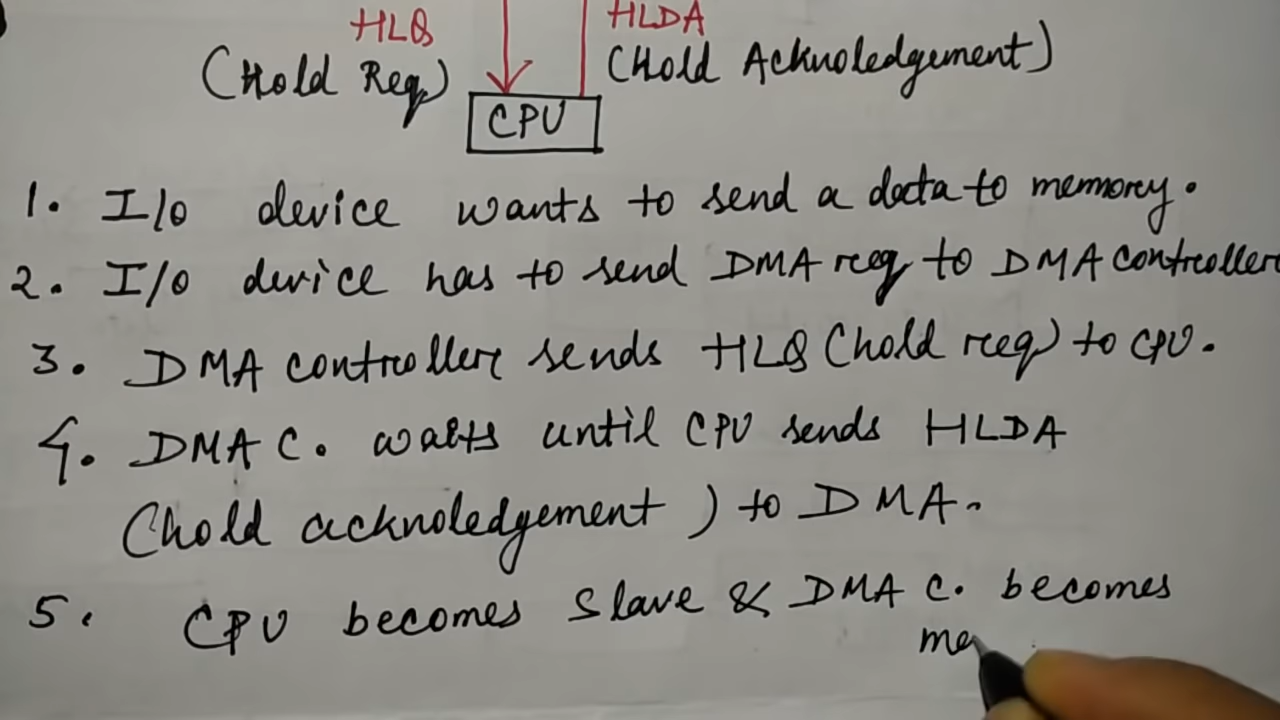 HLQ
HLDA
(Hold Req)
(Hold Acknoledgement)
CPU
1. I/O device wants to send a data to memory.
2. I/O device has to send DMA req to DMA controller
3. DMA controller sends HLQ (hold req) to CPU.
4. DMA C. waits until CPU sends HLDA
(hold acknoledgement) to DMA.
5. CPU becomes slave & DMA C. becomes